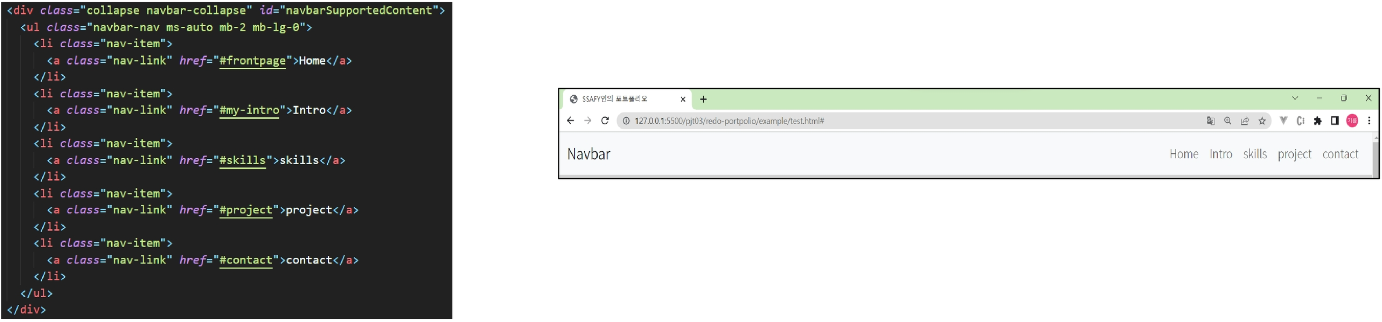 <div class="collapse navbar-collapse" id="navbarSupportedContent">
<ul class="navbar-nav ms-auto mb-2 mb-lg-0">
<li class="nav-item">
<a class="nav-link" href="#frontpage">Home</a>
</li>
<li class="nav-item">
<a class="nav-link" href="#my-intro">Intro</a>
</li>
<li class="nav-item">
<a class="nav-link" href="#skills">skills</a>
</li>
<li class="nav-item">
<a class="nav-link" href="#project">project</a>
</li>
<li class="nav-item">
<a class="nav-link" href="#contact">contact</a>
</li>
</ul>
</div>
SSAFY인의 포트폴리오
127.0.0.1:5500/pjt03/redo-portpolio/example/test.html#
Navbar Home Intro skills project contact